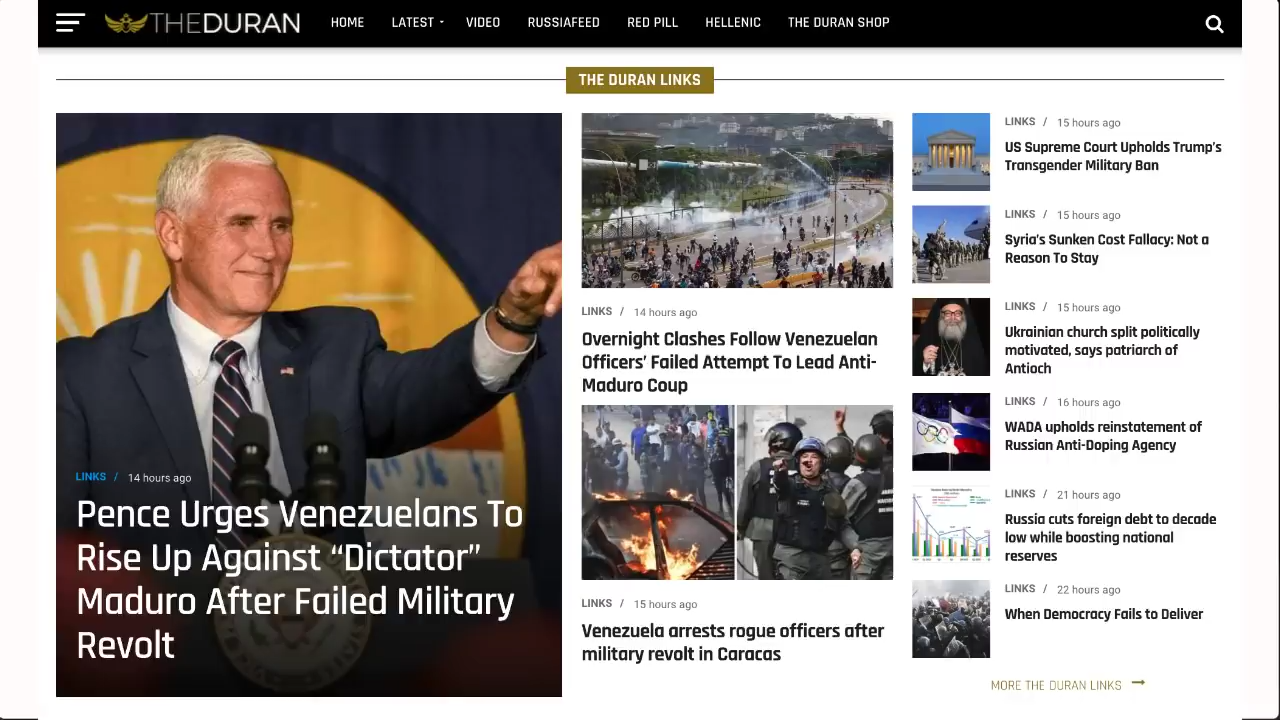 THEDURAN
HOME
LATEST
VIDEO
RUSSIAFEED
RED PILL
HELLENIC
THE DURAN SHOP
THE DURAN LINKS
LINKS / 14 hours ago
Pence Urges Venezuelans To
Rise Up Against “Dictator”
Maduro After Failed Military
Revolt
LINKS / 14 hours ago
Overnight Clashes Follow Venezuelan
Officers’ Failed Attempt To Lead Anti-
Maduro Coup
LINKS / 15 hours ago
Venezuela arrests rogue officers after
military revolt in Caracas
LINKS / 15 hours ago
US Supreme Court Upholds Trump’s
Transgender Military Ban
LINKS / 15 hours ago
Syria’s Sunken Cost Fallacy: Not a
Reason To Stay
LINKS / 15 hours ago
Ukrainian church split politically
motivated, says patriarch of
Antioch
LINKS / 16 hours ago
WADA upholds reinstatement of
Russian Anti-Doping Agency
LINKS / 21 hours ago
Russia cuts foreign debt to decade
low while boosting national
reserves
LINKS / 22 hours ago
When Democracy Fails to Deliver
MORE THE DURAN LINKS